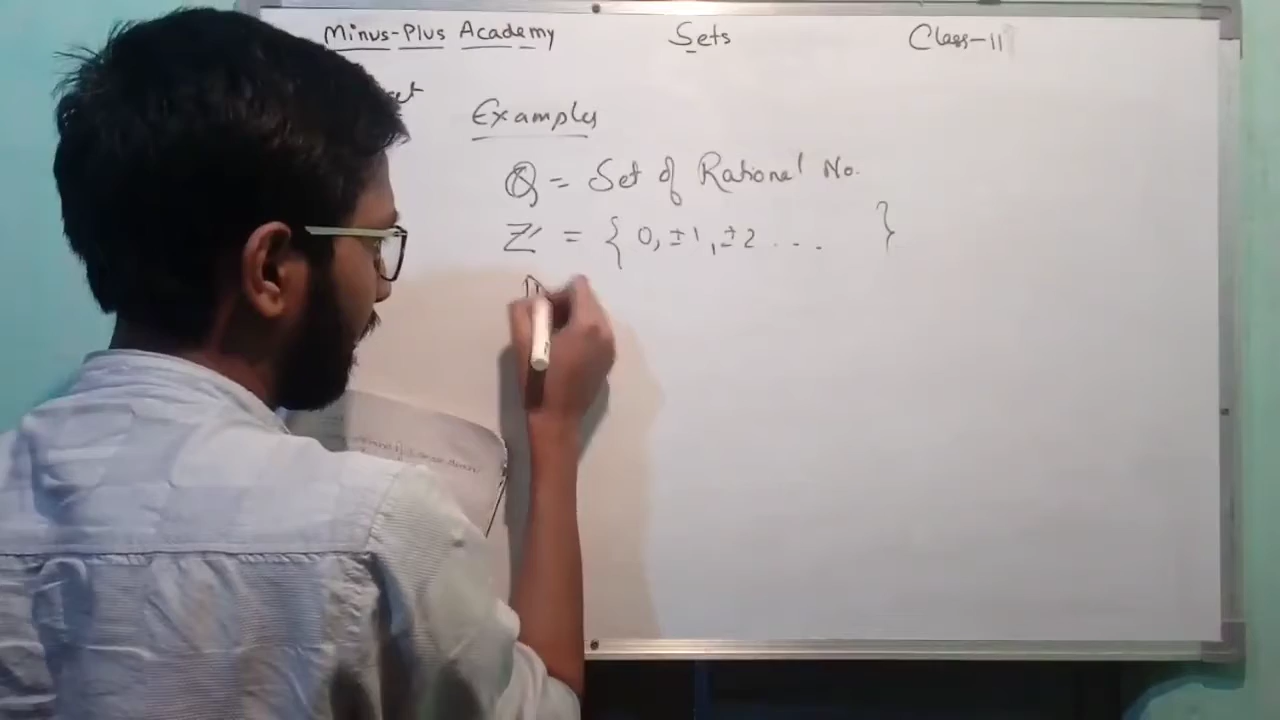 Minus-Plus Academy Sets Class-11
Examples
Q = Set of Rational No.
Z = { 0, ±1, ±2 ... }